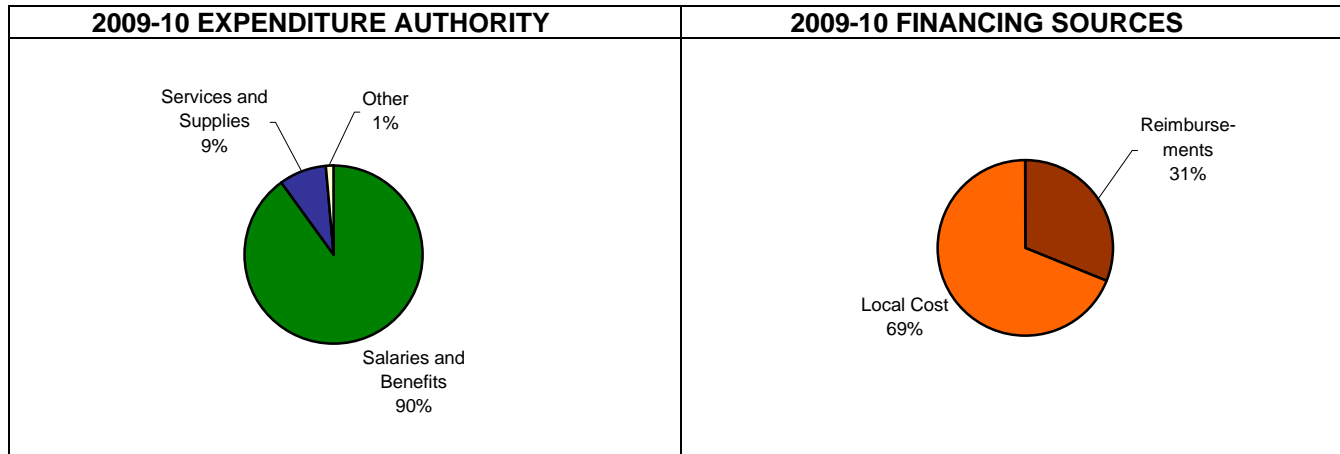 2009-10 EXPENDITURE AUTHORITY
Services and
Supplies
9%
Other
1%
Salaries and
Benefits
90%
2009-10 FINANCING SOURCES
Reimburse-
ments
31%
Local Cost
69%